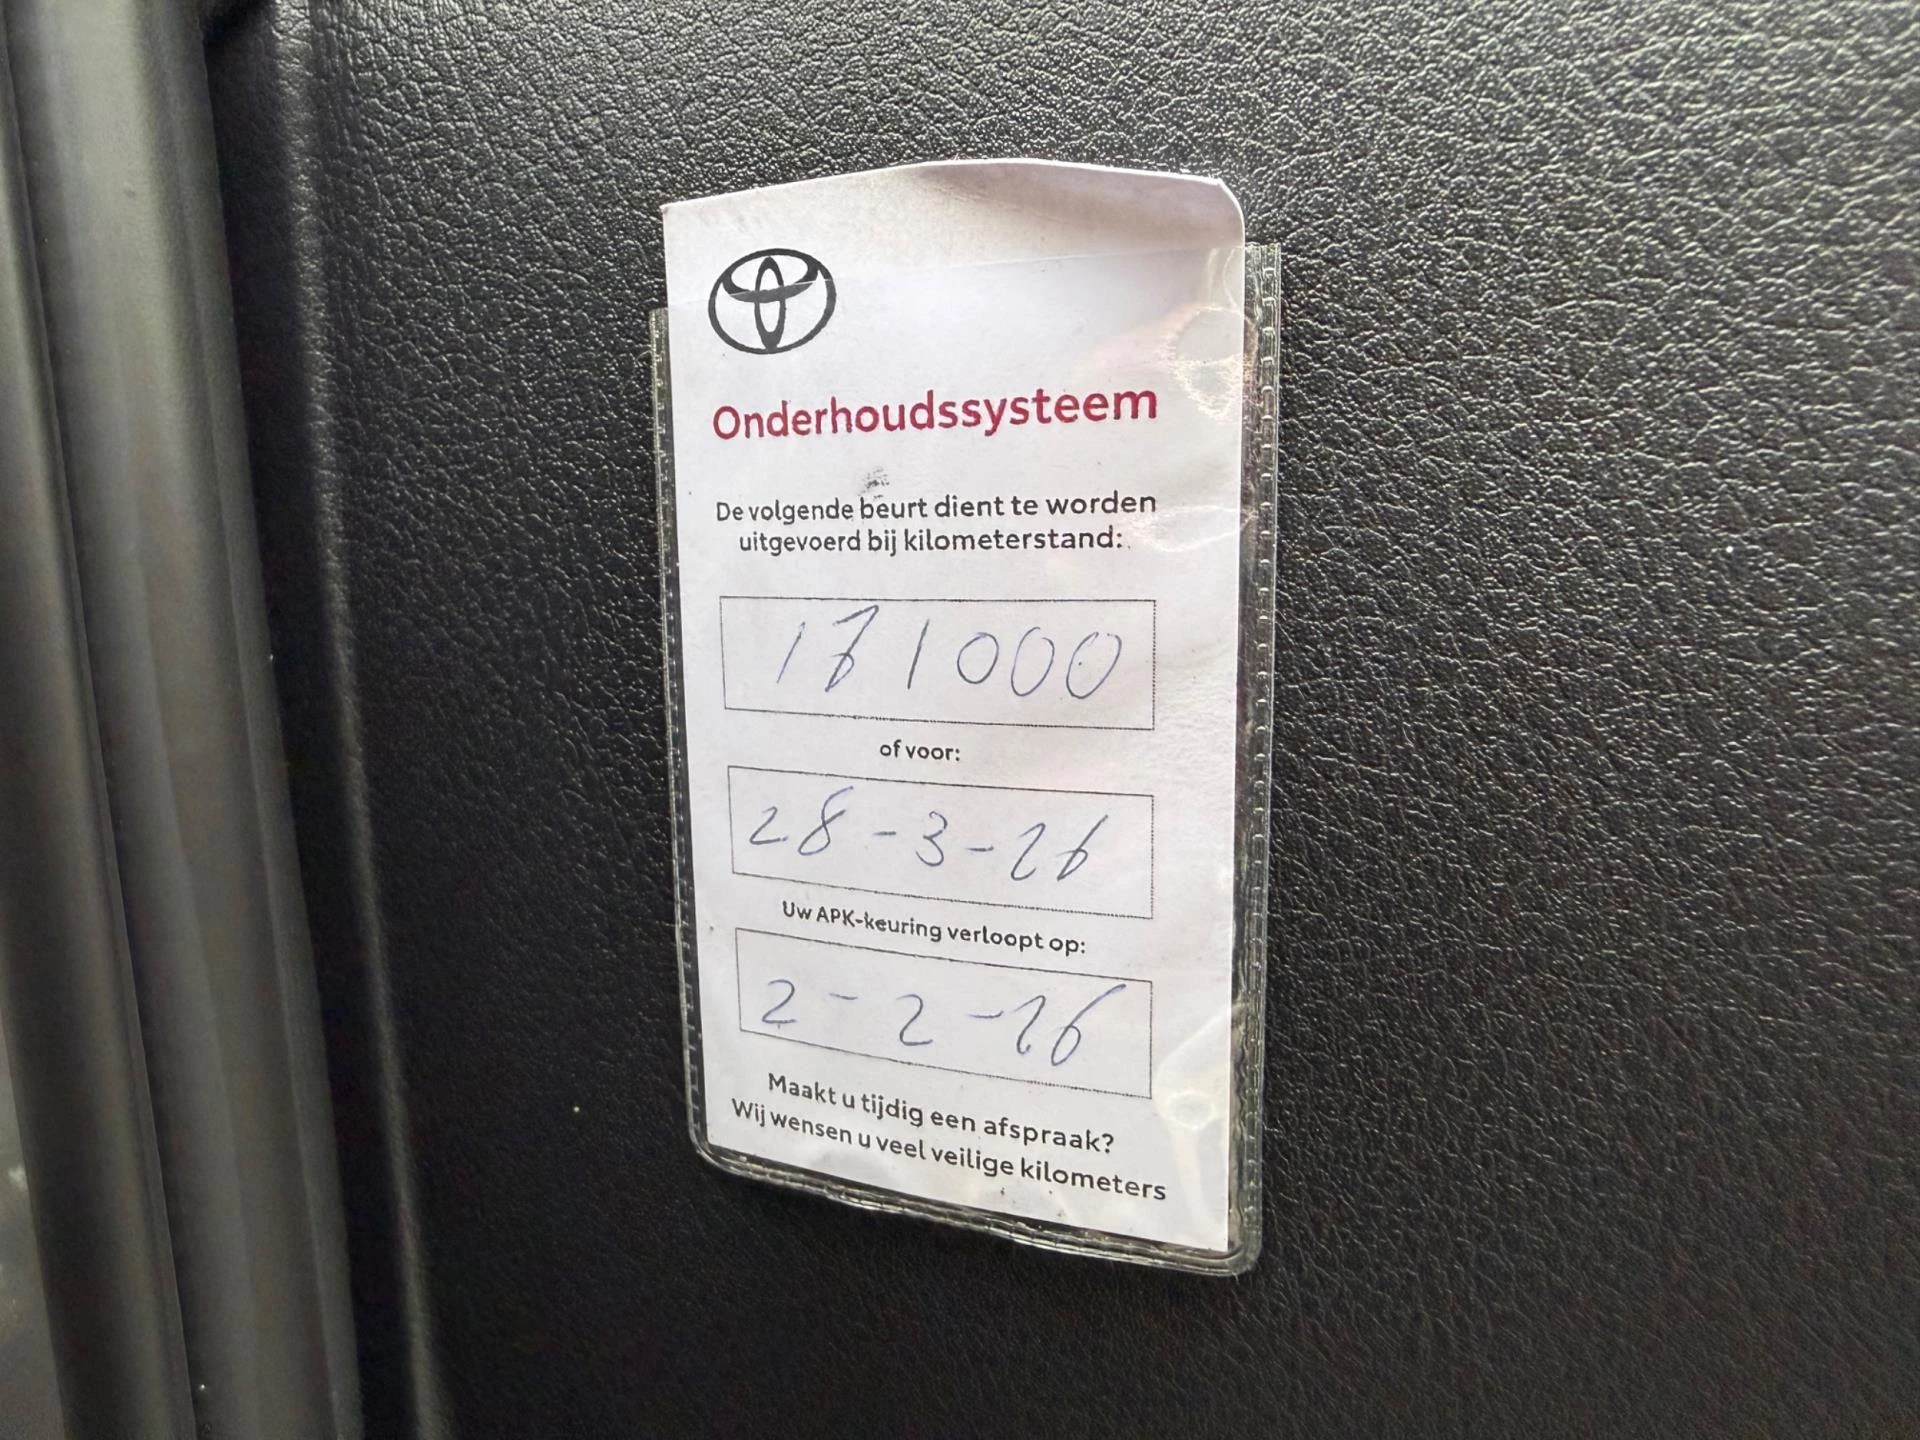 Onderhoudssysteem
De volgende beurt dient te worden
uitgevoerd bij kilometerstand:
171000
of voor:
28-3-26
Uw APK-keuring verloopt op:
2-2-26
Maakt u tijdig een afspraak?
Wij wensen u veel veilige kilometers